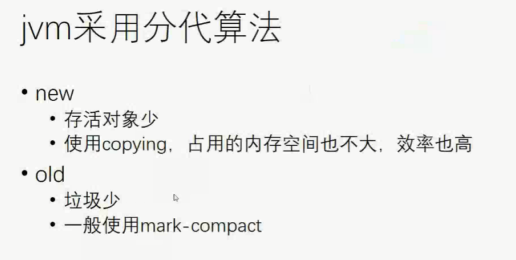 jvm采用分代算法
• new
• 存活对象少
• 使用copying，占用的内存空间也不大，效率也高
• old
• 垃圾少
• 一般使用mark-compact